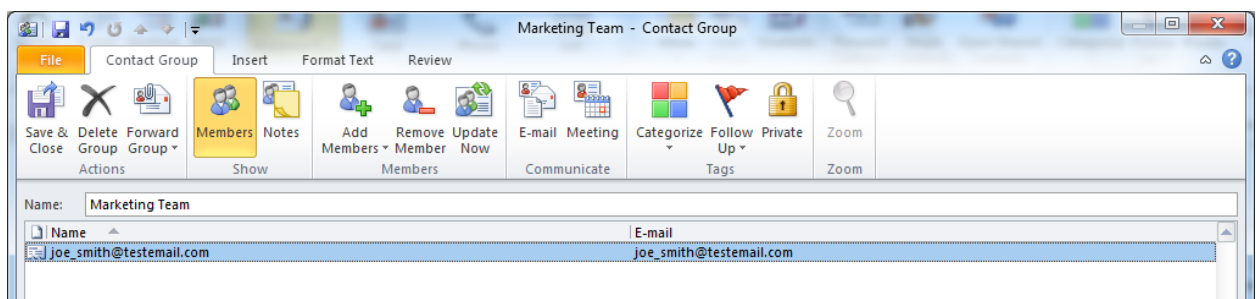 Marketing Team - Contact Group
File Contact Group Insert Format Text Review
Save & Close Delete Group Forward Group Members Notes Add Members Remove Member Update Now E-mail Meeting Categorize Follow Up Private Zoom
Actions Show Members Communicate Tags Zoom
Name: Marketing Team
Name E-mail
joe_smith@testemail.com joe_smith@testemail.com